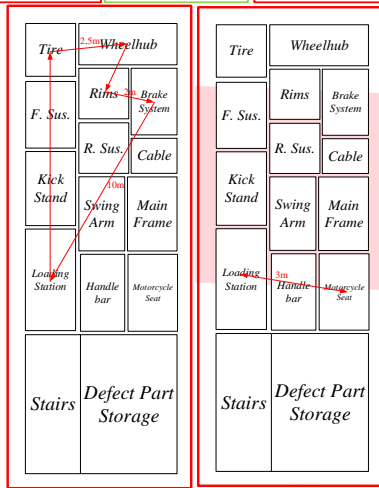 Tire
2,5m
Wheelhub
Rims
2m
Brake
System
F. Sus.
R. Sus.
Cable
Kick
Stand
10m
Swing
Arm
Main
Frame
Loading
Station
Handle
bar
Motorcycle
Seat
Stairs
Defect Part
Storage
Tire
Wheelhub
Rims
Brake
System
F. Sus.
R. Sus.
Cable
Kick
Stand
Swing
Arm
Main
Frame
Loading
Station
3m
Handle
bar
Motorcycle
Seat
Stairs
Defect Part
Storage